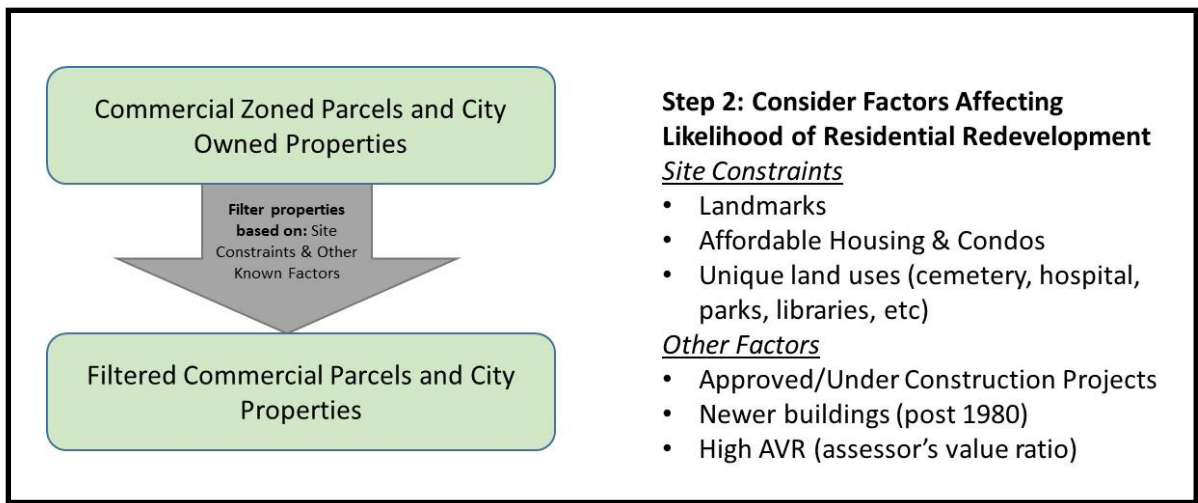 Commercial Zoned Parcels and City
Owned Properties
Filter properties
based on: Site
Constraints & Other
Known Factors
Filtered Commercial Parcels and City
Properties
Step 2: Consider Factors Affecting
Likelihood of Residential Redevelopment
Site Constraints
• Landmarks
• Affordable Housing & Condos
• Unique land uses (cemetery, hospital,
parks, libraries, etc)
Other Factors
• Approved/Under Construction Projects
• Newer buildings (post 1980)
• High AVR (assessor’s value ratio)